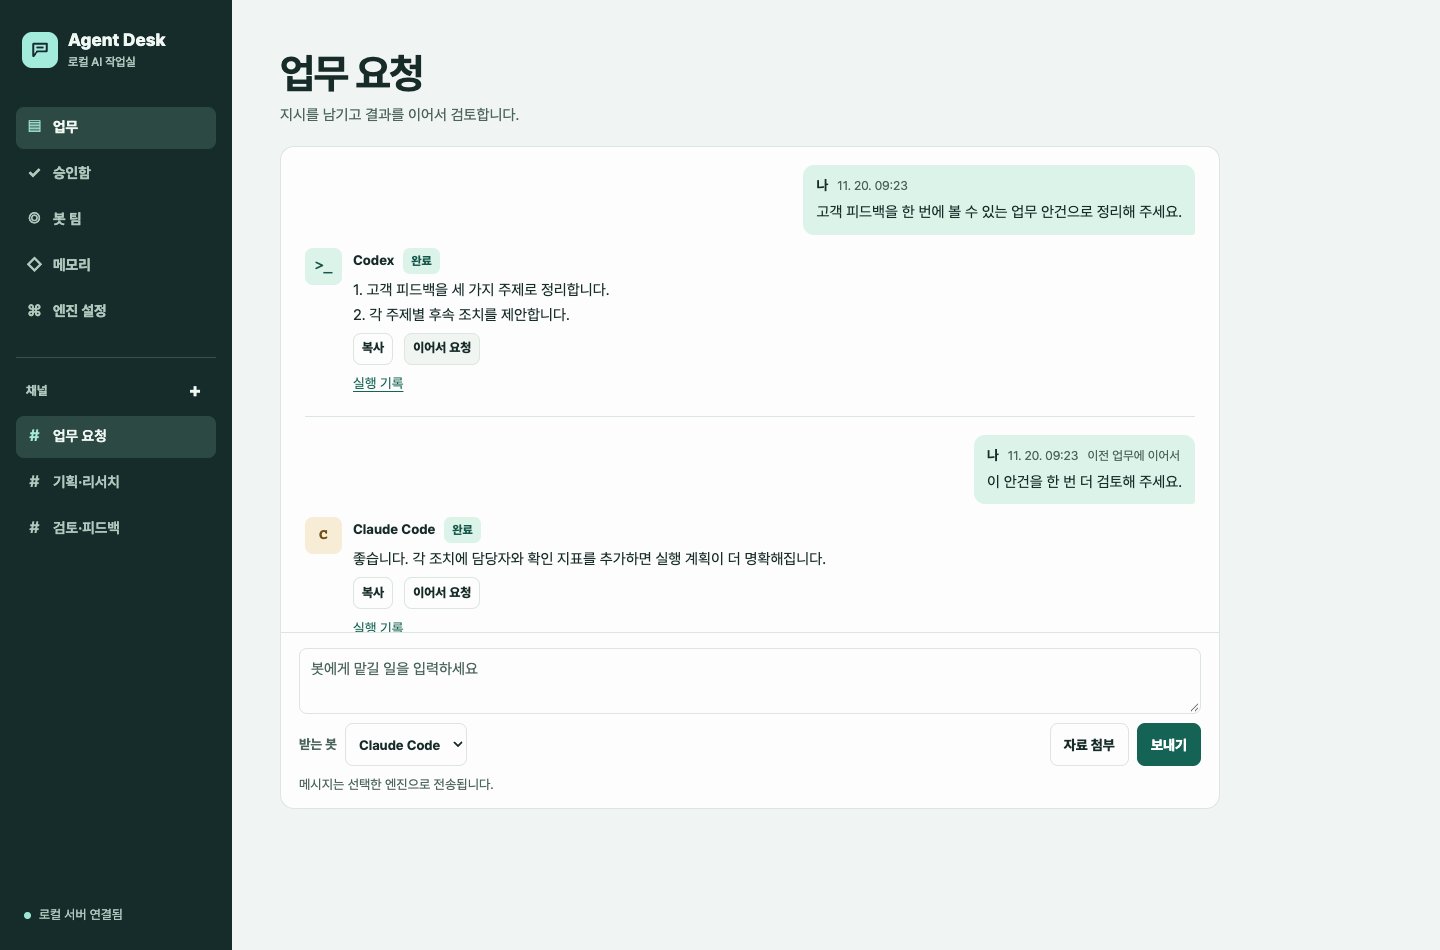 Agent Desk
로컬 AI 작업실
업무
승인함
봇 팀
메모리
엔진 설정
채널
+
# 업무 요청
# 기획·리서치
# 검토·피드백
로컬 서버 연결됨
업무 요청
지시를 남기고 결과를 이어서 검토합니다.
나 11. 20. 09:23
고객 피드백을 한 번에 볼 수 있는 업무 안건으로 정리해 주세요.
>_ Codex 완료
1. 고객 피드백을 세 가지 주제로 정리합니다.
2. 각 주제별 후속 조치를 제안합니다.
복사 이어서 요청
실행 기록
나 11. 20. 09:23 이전 업무에 이어서
이 안건을 한 번 더 검토해 주세요.
C Claude Code 완료
좋습니다. 각 조치에 담당자와 확인 지표를 추가하면 실행 계획이 더 명확해집니다.
복사 이어서 요청
실행 기록
봇에게 맡길 일을 입력하세요
받는 봇 Claude Code 자료 첨부 보내기
메시지는 선택한 엔진으로 전송됩니다.